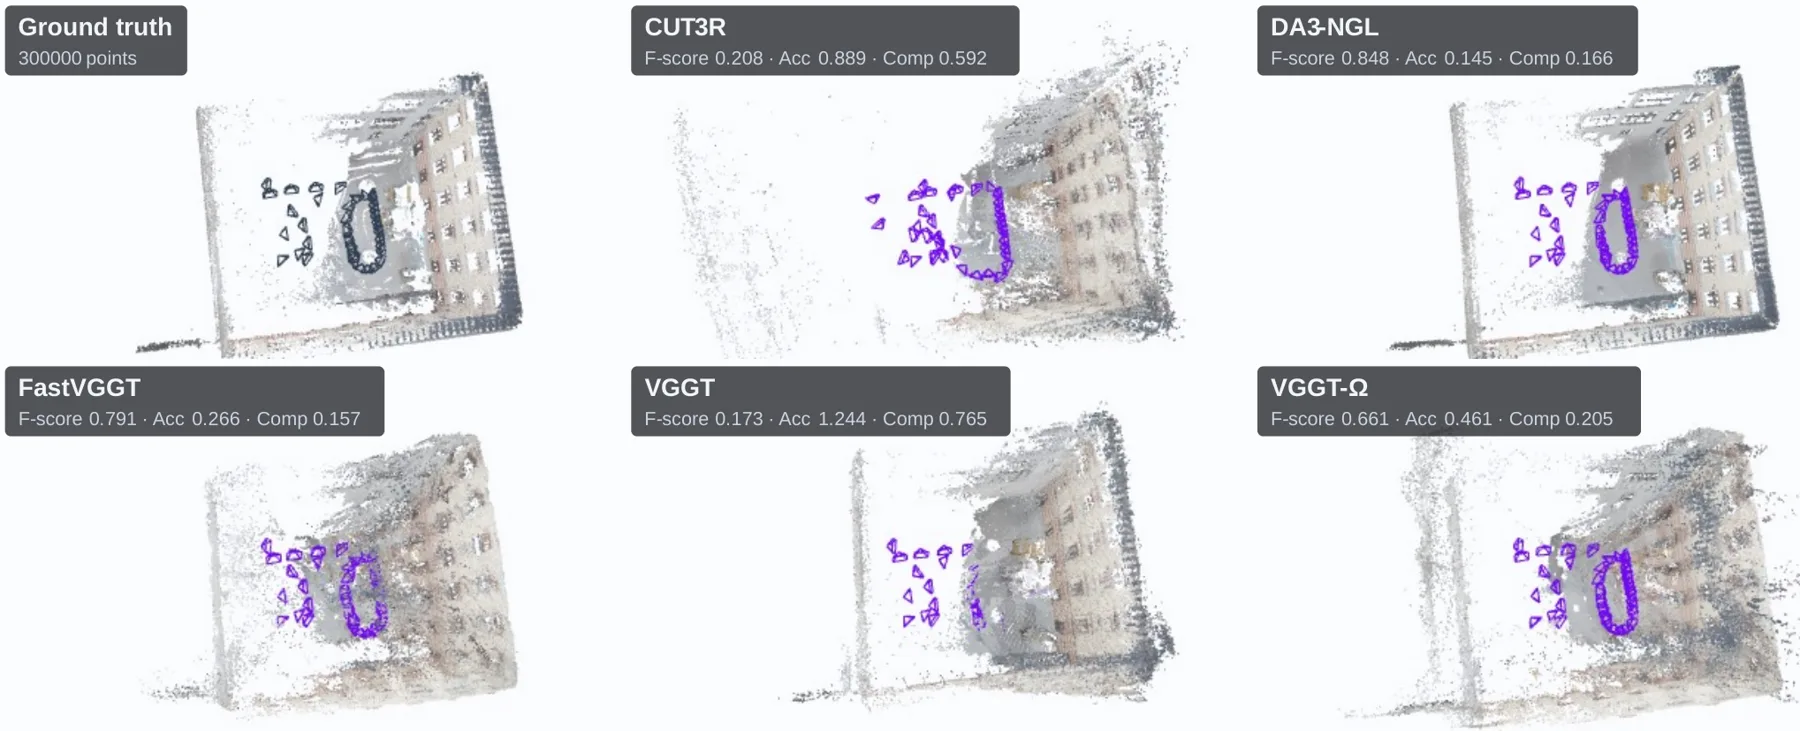 Ground truth
300000 points
CUT3R
F-score 0.208 · Acc 0.889 · Comp 0.592
DA3-NGL
F-score 0.848 · Acc 0.145 · Comp 0.166
FastVGGT
F-score 0.791 · Acc 0.266 · Comp 0.157
VGGT
F-score 0.173 · Acc 1.244 · Comp 0.765
VGGT-Ω
F-score 0.661 · Acc 0.461 · Comp 0.205